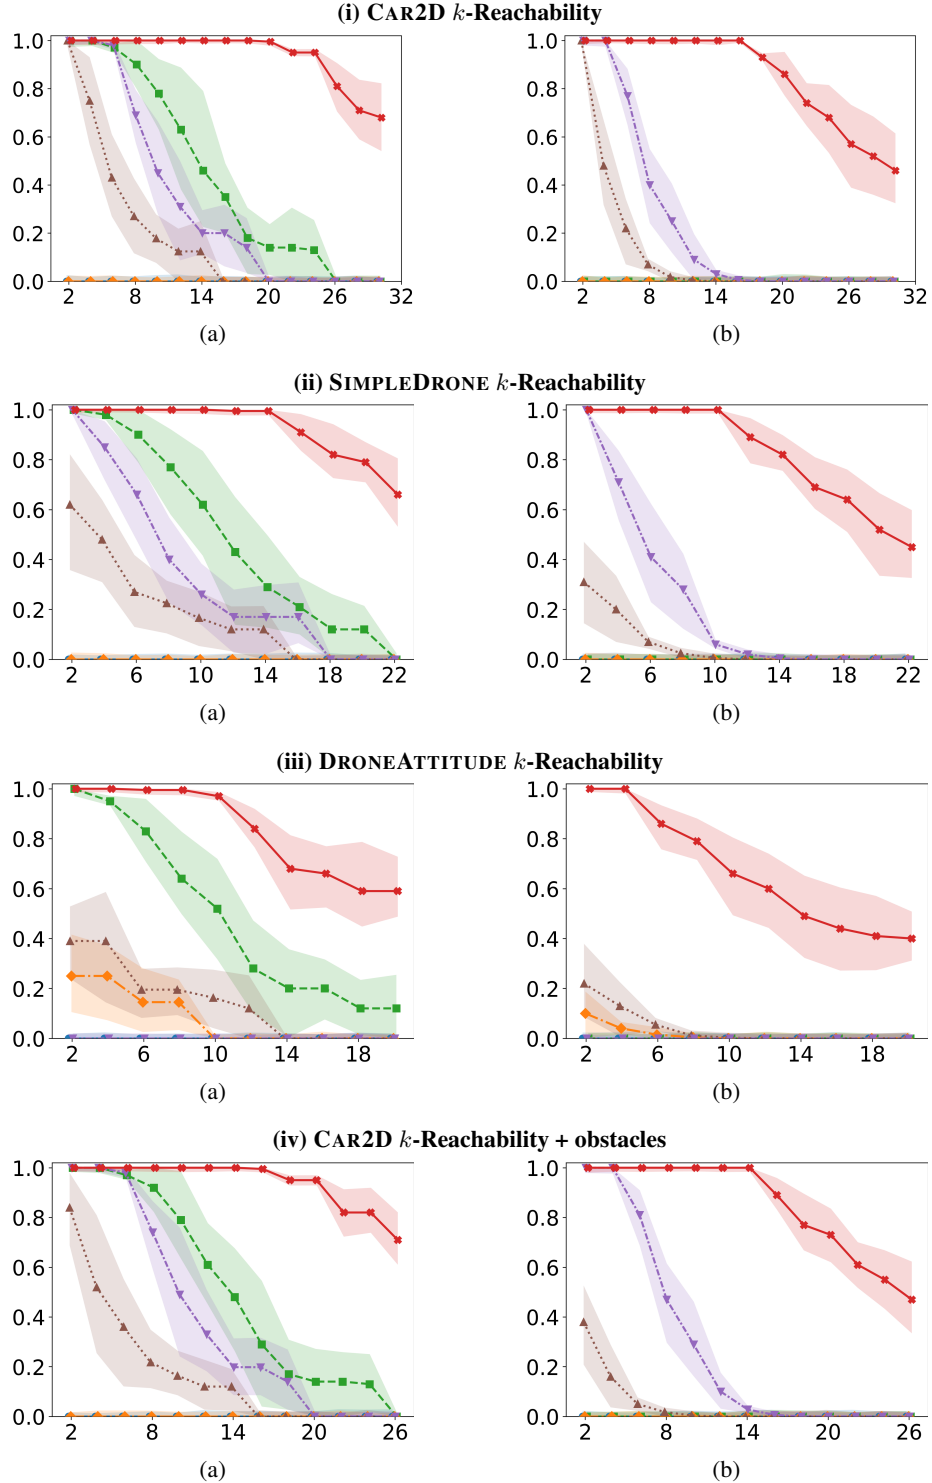 (i) CAR2D k-Reachability
1.0 1.0
0.8 0.8
0.6 0.6
0.4 0.4
0.2 0.2
0.0 0.0
2 8 14 20 26 32 2 8 14 20 26 32
(a) (b)
(ii) SIMPLEDRONE k-Reachability
1.0 1.0
0.8 0.8
0.6 0.6
0.4 0.4
0.2 0.2
0.0 0.0
2 6 10 14 18 22 2 6 10 14 18 22
(a) (b)
(iii) DRONEATTITUDE k-Reachability
1.0 1.0
0.8 0.8
0.6 0.6
0.4 0.4
0.2 0.2
0.0 0.0
2 6 10 14 18 2 6 10 14 18
(a) (b)
(iv) CAR2D k-Reachability + obstacles
1.0 1.0
0.8 0.8
0.6 0.6
0.4 0.4
0.2 0.2
0.0 0.0
2 8 14 20 26 2 8 14 20 26
(a) (b)